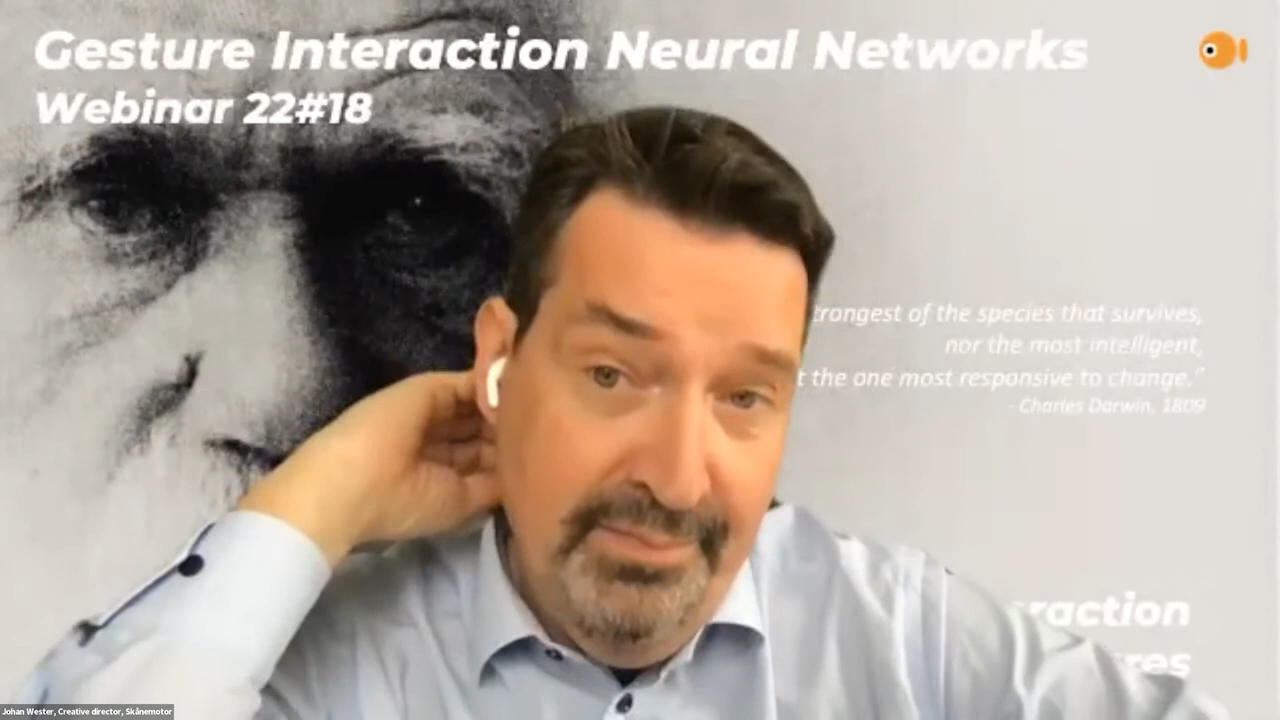 Gesture Interaction Neural Networks
Webinar 22#18
trongest of the species that survives,
nor the most intelligent,
t the one most responsive to change.”
- Charles Darwin, 1809
raction
res
Johan Wester, Creative director, Skånemotor